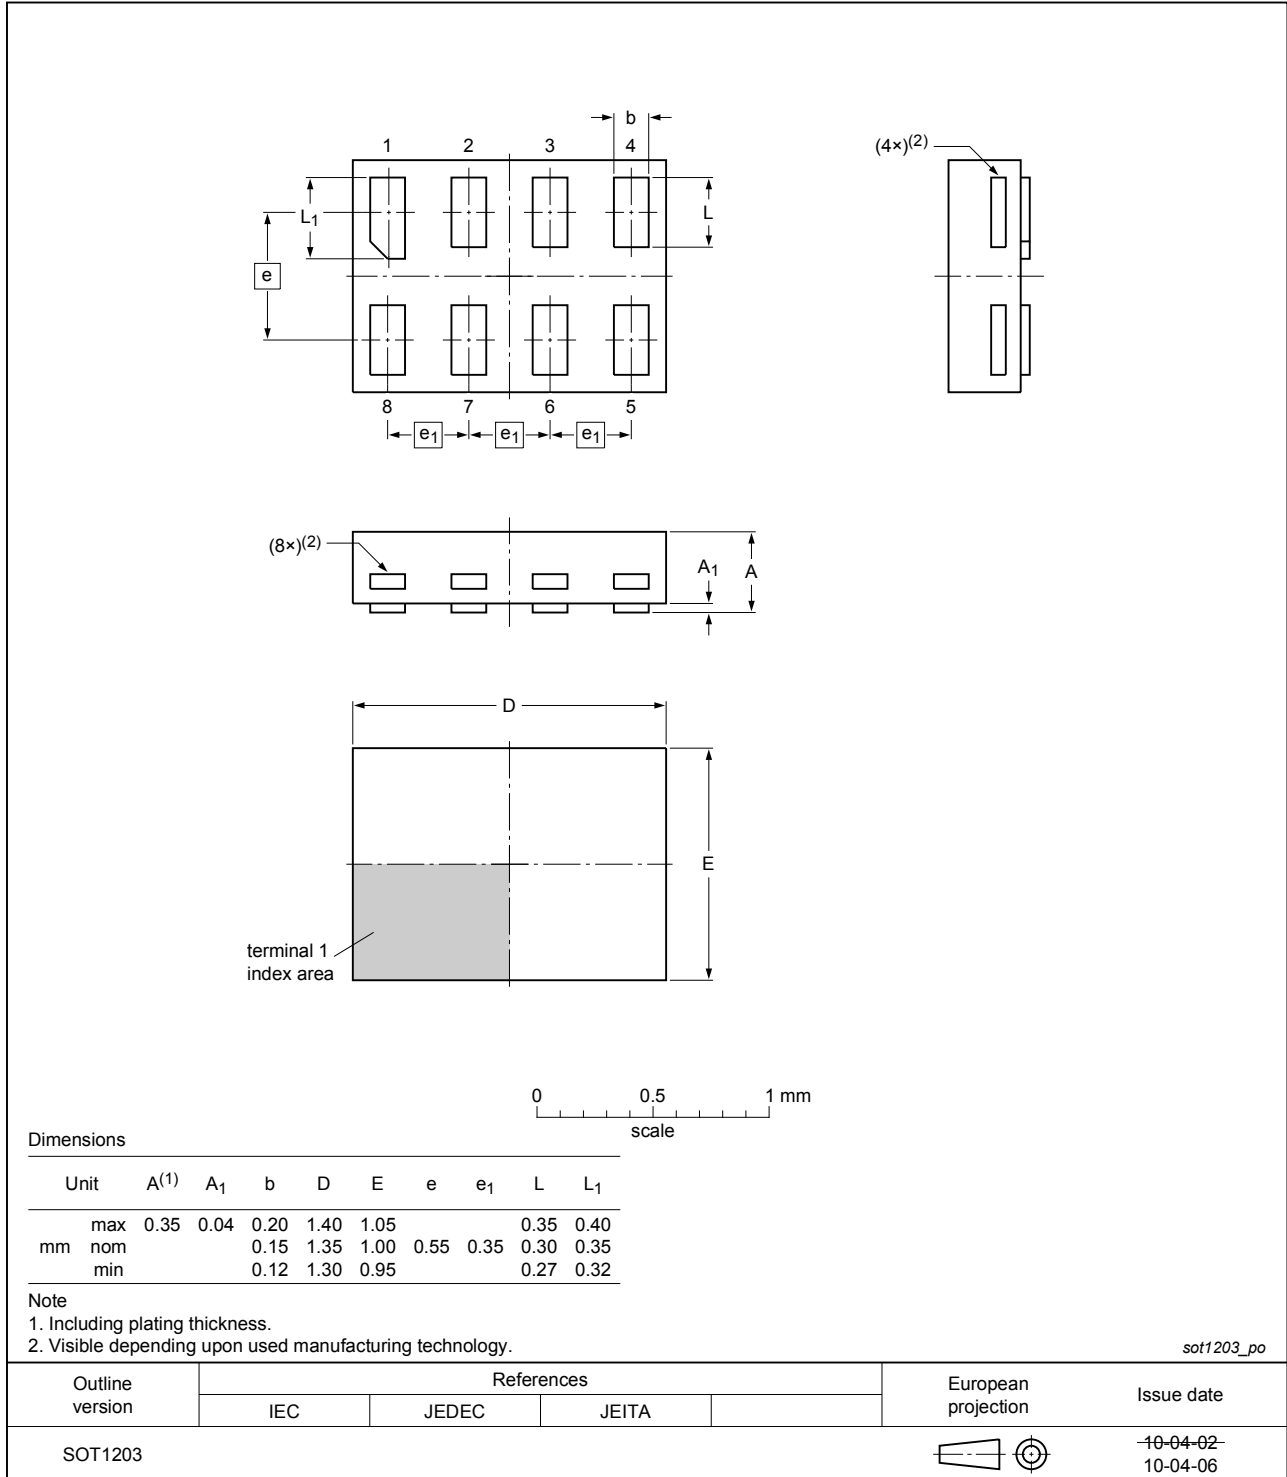 b
1 2 3 4
(4×)(2)
L1
L
e
8 7 6 5
e1 e1 e1
(8×)(2)
A1 A
D
E
terminal 1
index area
0 0.5 1 mm
scale
Dimensions
Unit A(1) A1 b D E e e1 L L1
max 0.35 0.04 0.20 1.40 1.05 0.35 0.40
mm nom 0.15 1.35 1.00 0.55 0.35 0.30 0.35
min 0.12 1.30 0.95 0.27 0.32
Note
1. Including plating thickness.
2. Visible depending upon used manufacturing technology.
sot1203_po
Outline version
References
IEC JEDEC JEITA
European projection
Issue date
SOT1203
10-04-02
10-04-06